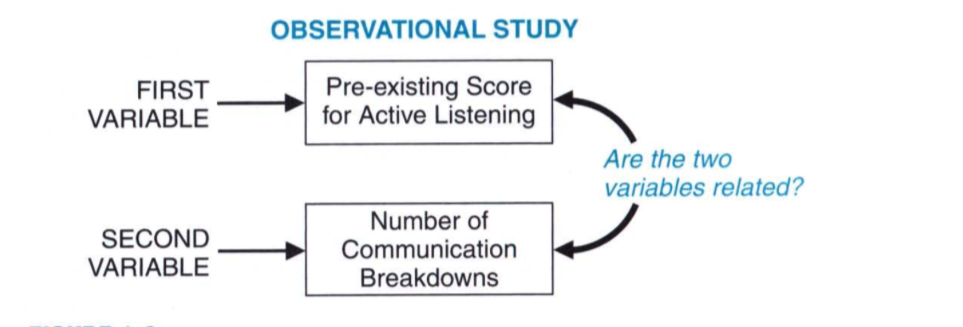 OBSERVATIONAL STUDY
FIRST
VARIABLE
Pre-existing Score
for Active Listening
Are the two
variables related?
SECOND
VARIABLE
Number of
Communication
Breakdowns